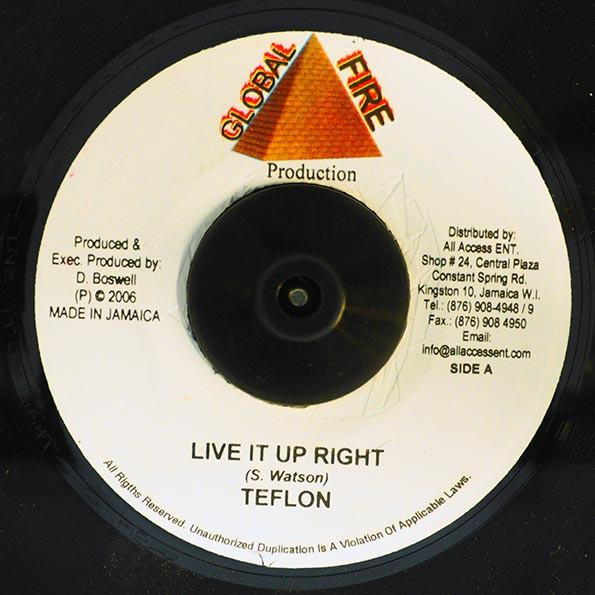 GLOBAL FIRE
Production
Produced &
Exec. Produced by:
D. Boswell
(P) © 2006
MADE IN JAMAICA
Distributed by:
All Access ENT.
Shop # 24, Central Plaza
Constant Spring Rd.
Kingston 10, Jamaica W.I.
Tel.: (876) 908-4948 / 9
Fax.: (876) 908 4950
Email:
info@allaccessent.com
SIDE A
LIVE IT UP RIGHT
(S. Watson)
TEFLON
All Rigths Reserved. Unauthorized Duplication Is A Violation Of Applicable Laws.